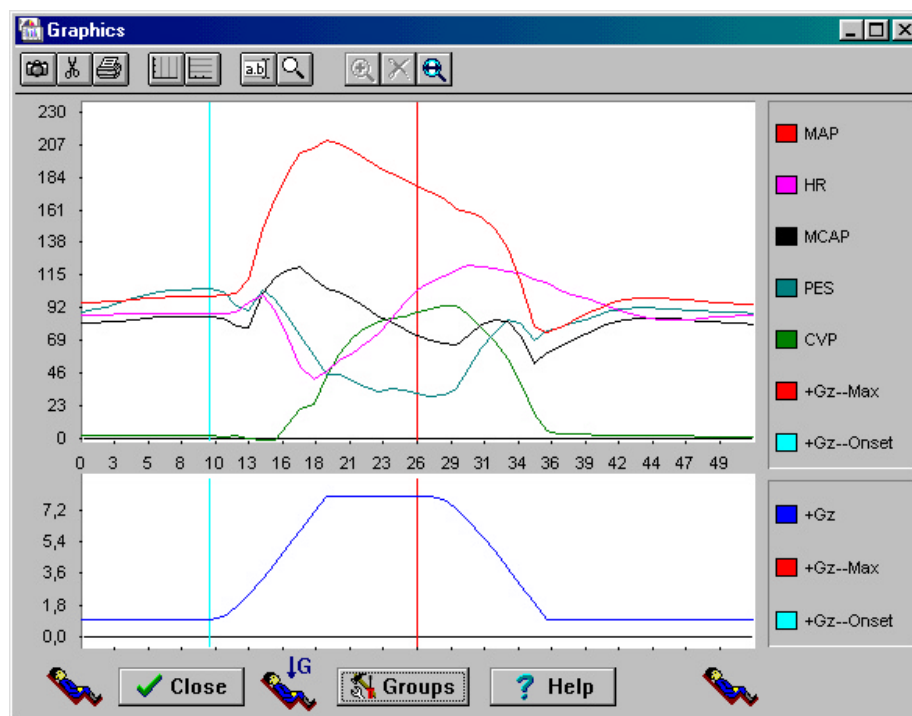 Graphics
a.b
230
207
184
161
138
115
92
69
46
23
0
0 3 5 8 10 13 16 18 21 23 26 29 31 34 36 39 42 44 47 49
MAP
HR
MCAP
PES
CVP
+Gz--Max
+Gz--Onset
7,2
5,4
3,6
1,8
0,0
+Gz
+Gz--Max
+Gz--Onset
↓G
Close
Groups
? Help